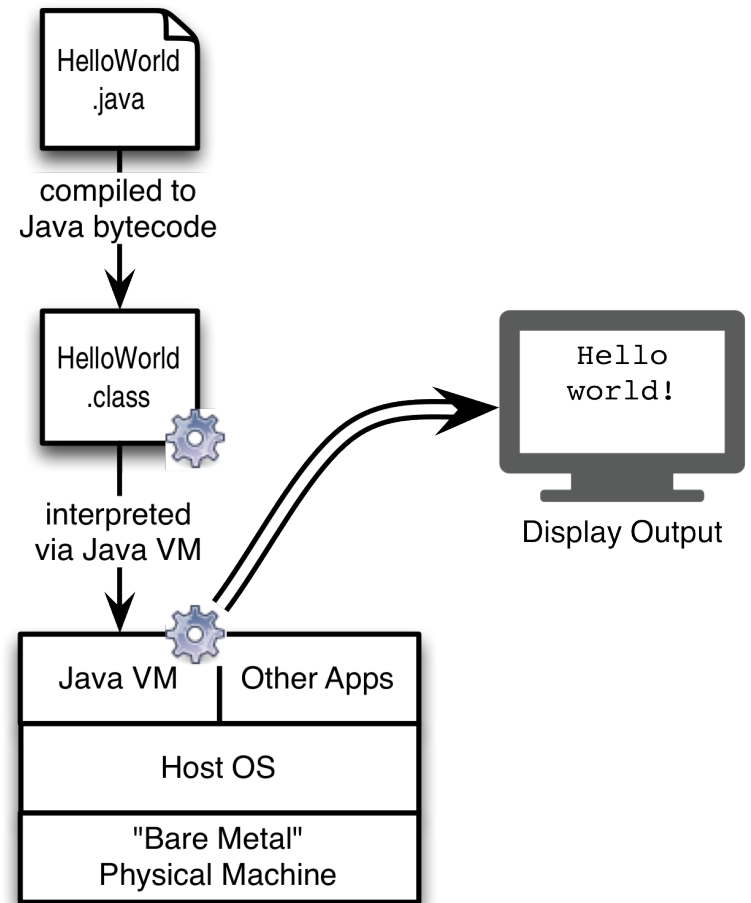 HelloWorld
.java
compiled to
Java bytecode
HelloWorld
.class
interpreted
via Java VM
Hello
world!
Display Output
Java VM
Other Apps
Host OS
"Bare Metal"
Physical Machine